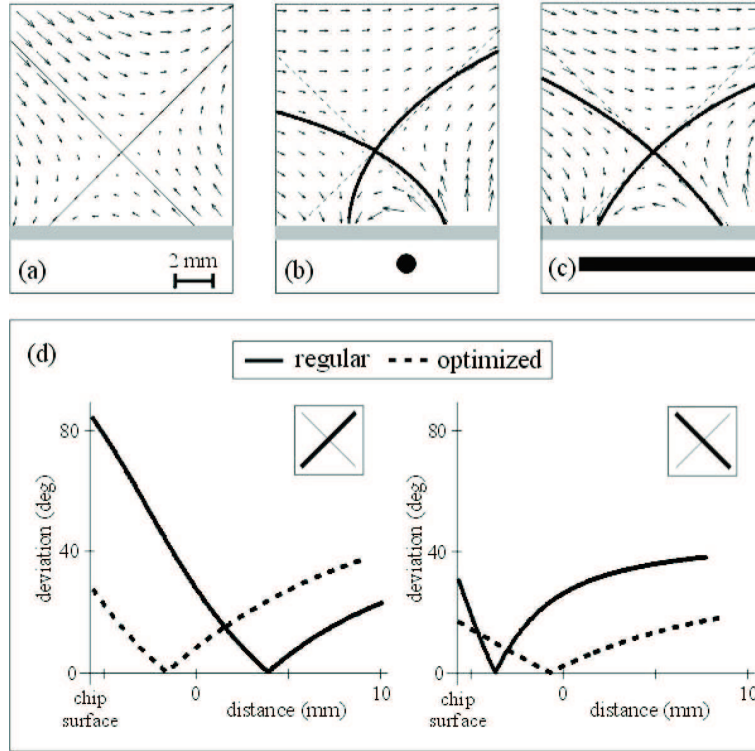 (a)
2 mm
(b)
(c)
(d)
regular
optimized
deviation (deg)
80
40
0
chip
surface
0
distance (mm)
10
deviation (deg)
80
40
0
chip
surface
0
distance (mm)
10